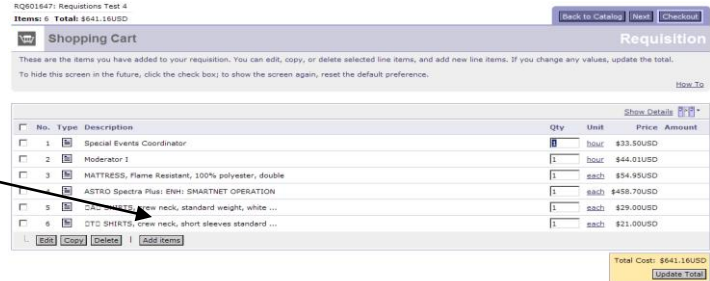 RQ601647: Requistions Test 4
Items: 6 Total: $641.16USD
Back to Catalog Next Checkout
Shopping Cart Requisition
These are the items you have added to your requisition. You can edit, copy, or delete selected line items, and add new line items. If you change any values, update the total.
To hide this screen in the future, click the check box; to show the screen again, reset the default preference.
How To
Show Details
No. Type Description Qty Unit Price Amount
1 Special Events Coordinator 1 hour $33.50USD
2 Moderator I 1 hour $44.01USD
3 MATTRESS, Flame Resistant, 100% polyester, double 1 each $54.95USD
ASTRO Spectra Plus: ENH: SMARTNET OPERATION 1 each $458.70USD
5 SHIRTS, crew neck, standard weight, white ... 1 each $29.00USD
6 SHIRTS, crew neck, short sleeves standard ... 1 each $21.00USD
Edit Copy Delete | Add items
Total Cost: $641.16USD
Update Total